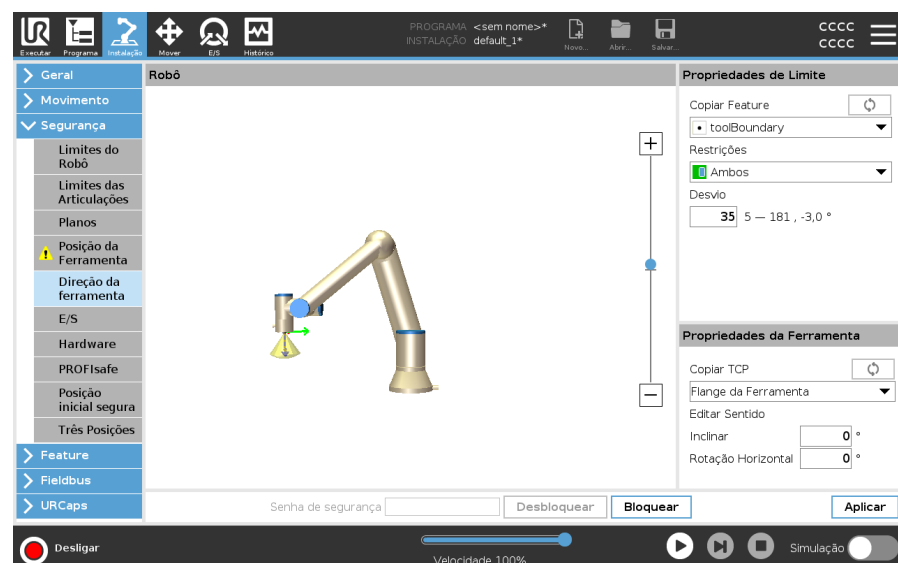 PROGRAMA <sem nome>*
INSTALAÇÃO default_1*
CCCC
CCCC
Executar
Programa
Instalação
Mover
E/S
Histórico
Novo...
Abrir...
Salvar...
Geral
Movimento
Segurança
Limites do
Robô
Limites das
Articulações
Planos
Posição da
Ferramenta
Direção da
ferramenta
E/S
Hardware
PROFIsafe
Posição
inicial segura
Três Posições
Feature
Fieldbus
URCaps
Robô
Propriedades de Limite
Copiar Feature
toolBoundary
Restrições
Ambos
Desvio
35 5 — 181 , -3,0 °
Propriedades da Ferramenta
Copiar TCP
Flange da Ferramenta
Editar Sentido
Inclinar 0 °
Rotação Horizontal 0 °
Senha de segurança Desbloquear Bloquear Aplicar
Desligar
Velocidade 100%
Simulação